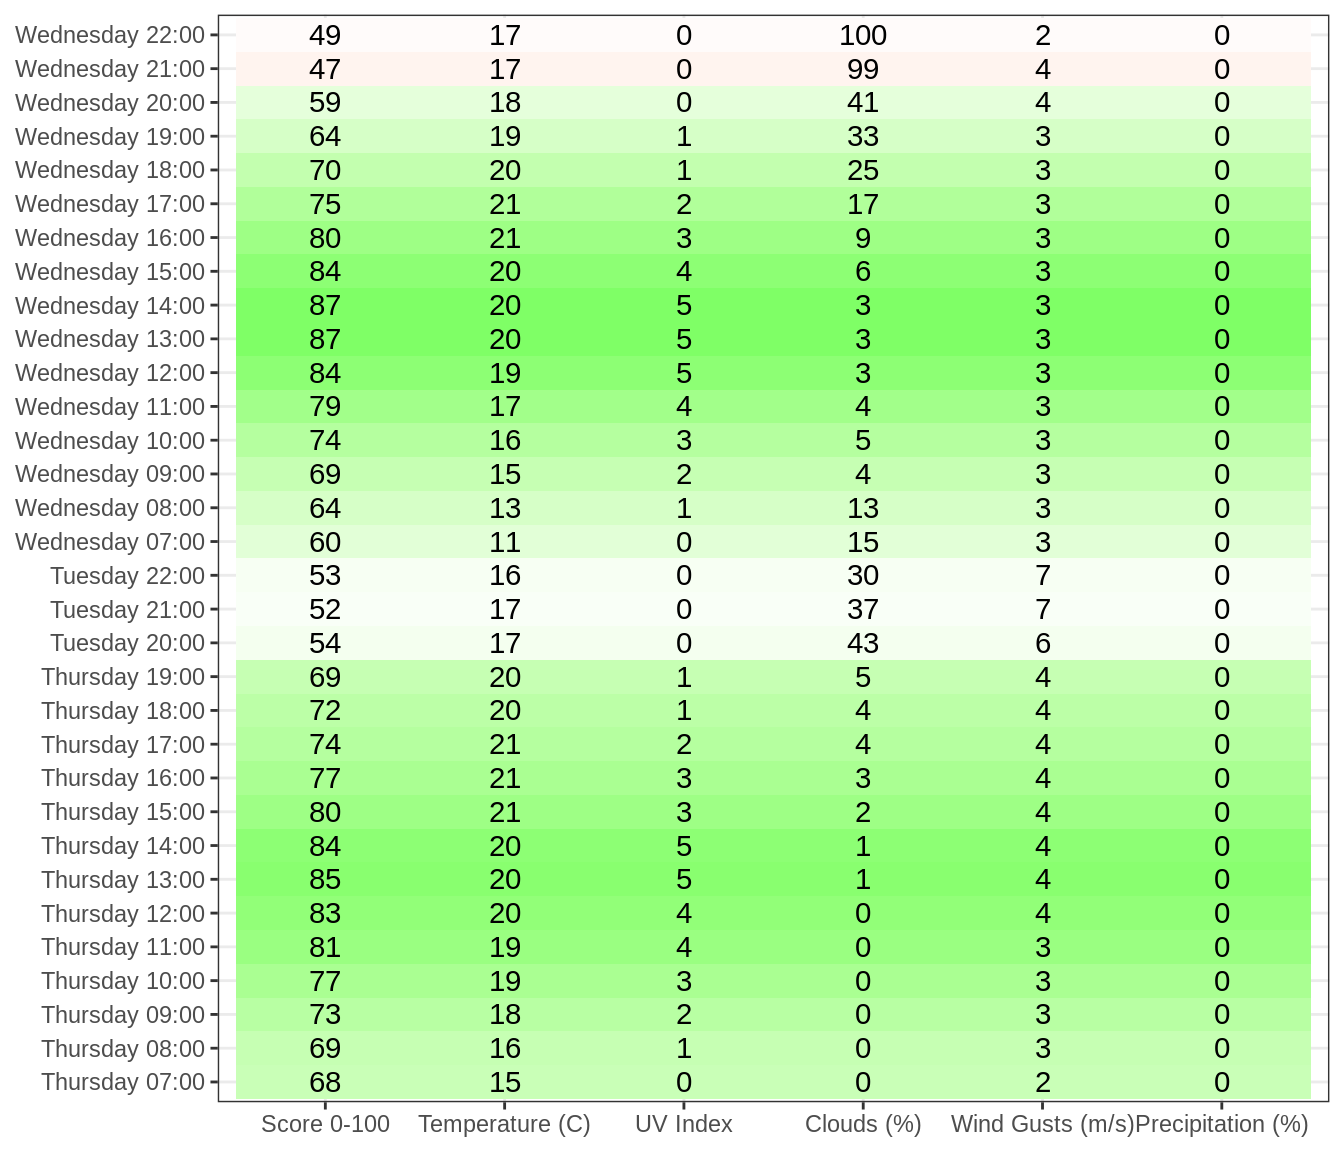 Wednesday 22:00 49 17 0 100 2 0
Wednesday 21:00 47 17 0 99 4 0
Wednesday 20:00 59 18 0 41 4 0
Wednesday 19:00 64 19 1 33 3 0
Wednesday 18:00 70 20 1 25 3 0
Wednesday 17:00 75 21 2 17 3 0
Wednesday 16:00 80 21 3 9 3 0
Wednesday 15:00 84 20 4 6 3 0
Wednesday 14:00 87 20 5 3 3 0
Wednesday 13:00 87 20 5 3 3 0
Wednesday 12:00 84 19 5 3 3 0
Wednesday 11:00 79 17 4 4 3 0
Wednesday 10:00 74 16 3 5 3 0
Wednesday 09:00 69 15 2 4 3 0
Wednesday 08:00 64 13 1 13 3 0
Wednesday 07:00 60 11 0 15 3 0
Tuesday 22:00 53 16 0 30 7 0
Tuesday 21:00 52 17 0 37 7 0
Tuesday 20:00 54 17 0 43 6 0
Thursday 19:00 69 20 1 5 4 0
Thursday 18:00 72 20 1 4 4 0
Thursday 17:00 74 21 2 4 4 0
Thursday 16:00 77 21 3 3 4 0
Thursday 15:00 80 21 3 2 4 0
Thursday 14:00 84 20 5 1 4 0
Thursday 13:00 85 20 5 1 4 0
Thursday 12:00 83 20 4 0 4 0
Thursday 11:00 81 19 4 0 3 0
Thursday 10:00 77 19 3 0 3 0
Thursday 09:00 73 18 2 0 3 0
Thursday 08:00 69 16 1 0 3 0
Thursday 07:00 68 15 0 0 2 0
Score 0-100 Temperature (C) UV Index Clouds (%) Wind Gusts (m/s) Precipitation (%)